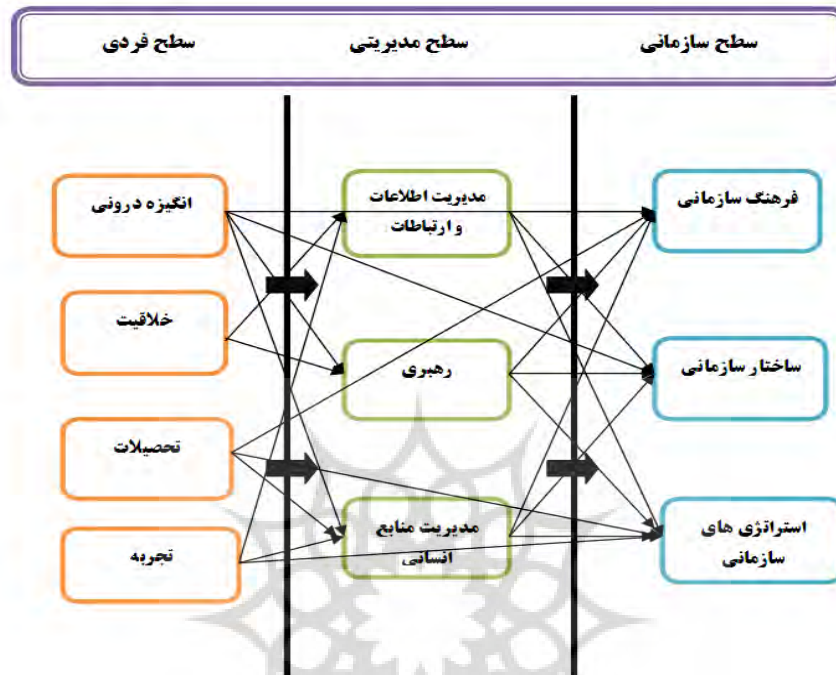 سطح سازمانی
سطح مدیریتی
سطح فردی
فرهنگ سازمانی
مدیریت اطلاعات
و ارتباطات
انگیزه درونی
خلاقیت
ساختار سازمانی
رهبری
تحصیلات
استراتژی های
سازمانی
مدیریت منابع
انسانی
تجربه